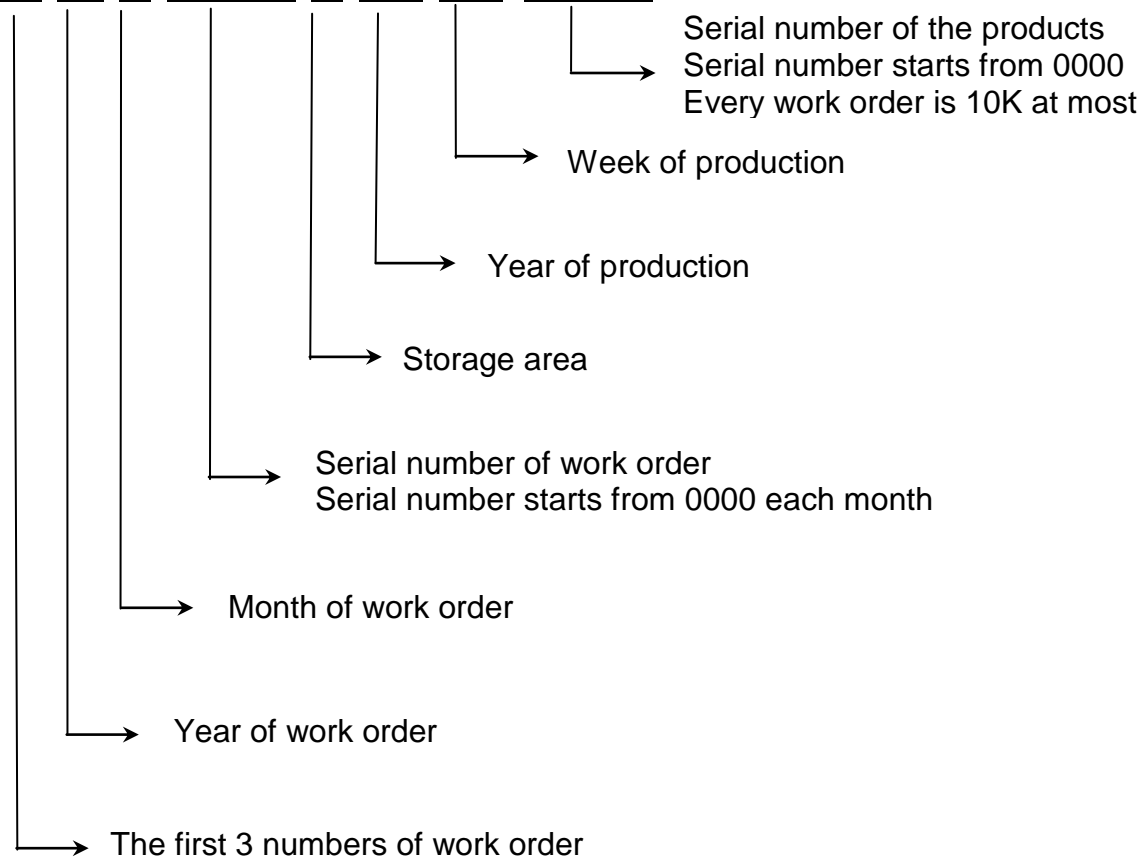 Serial number of the products
Serial number starts from 0000
Every work order is 10K at most
Week of production
Year of production
Storage area
Serial number of work order
Serial number starts from 0000 each month
Month of work order
Year of work order
The first 3 numbers of work order